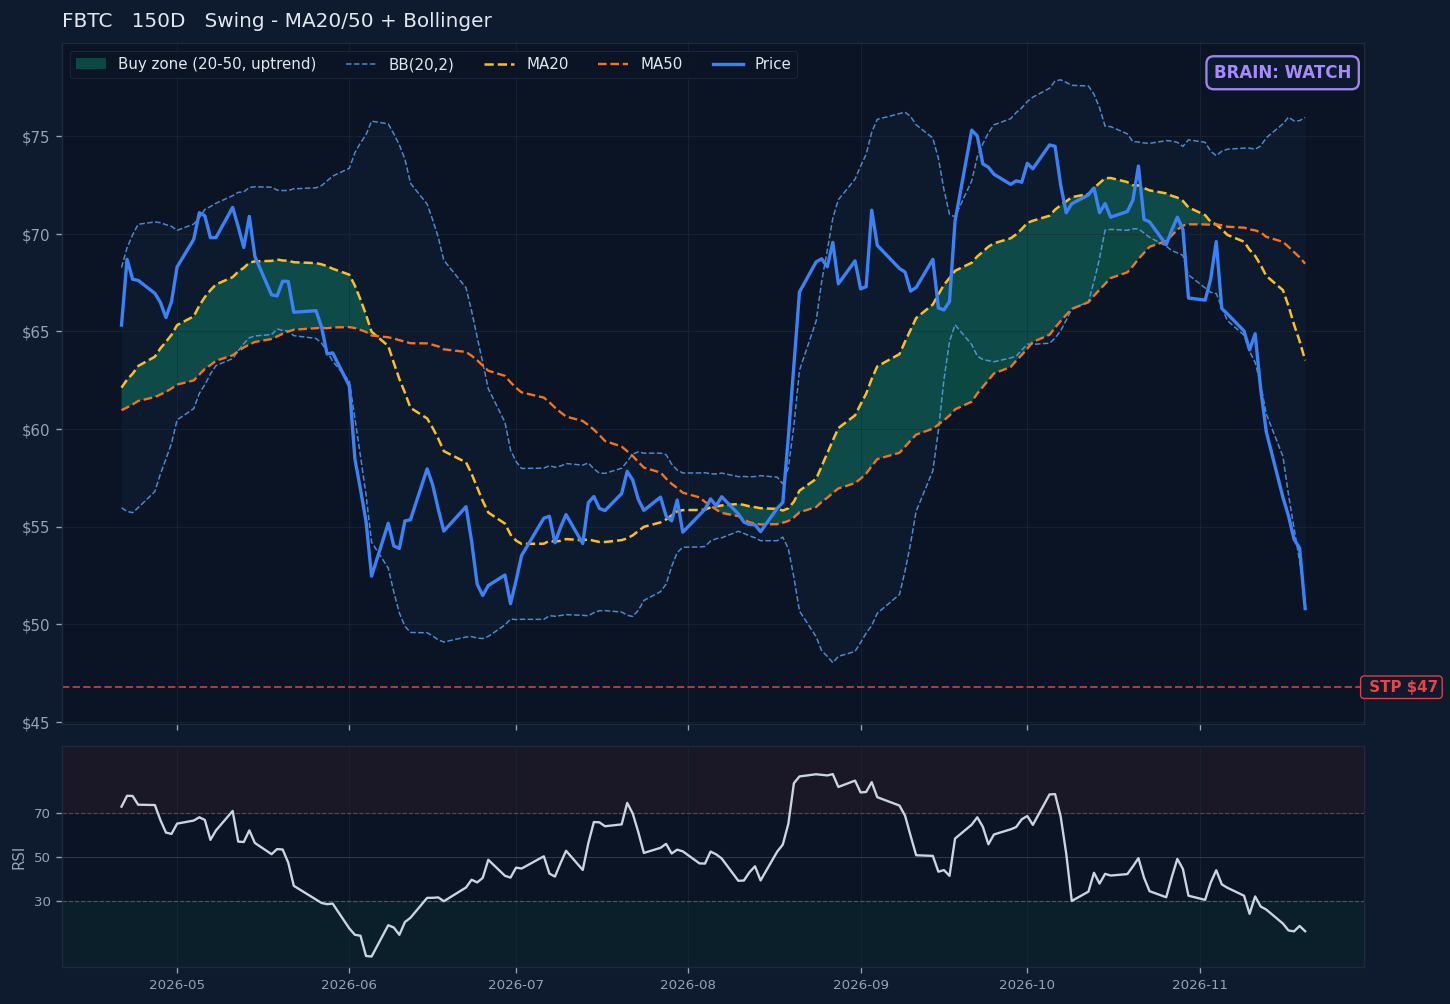 FBTC   150D   Swing - MA20/50 + Bollinger
Buy zone (20-50, uptrend)   BB(20,2)   MA20   MA50   Price
BRAIN: WATCH
$75
$70
$65
$60
$55
$50
STP $47
$45
70
50
30
RSI
2026-05   2026-06   2026-07   2026-08   2026-09   2026-10   2026-11